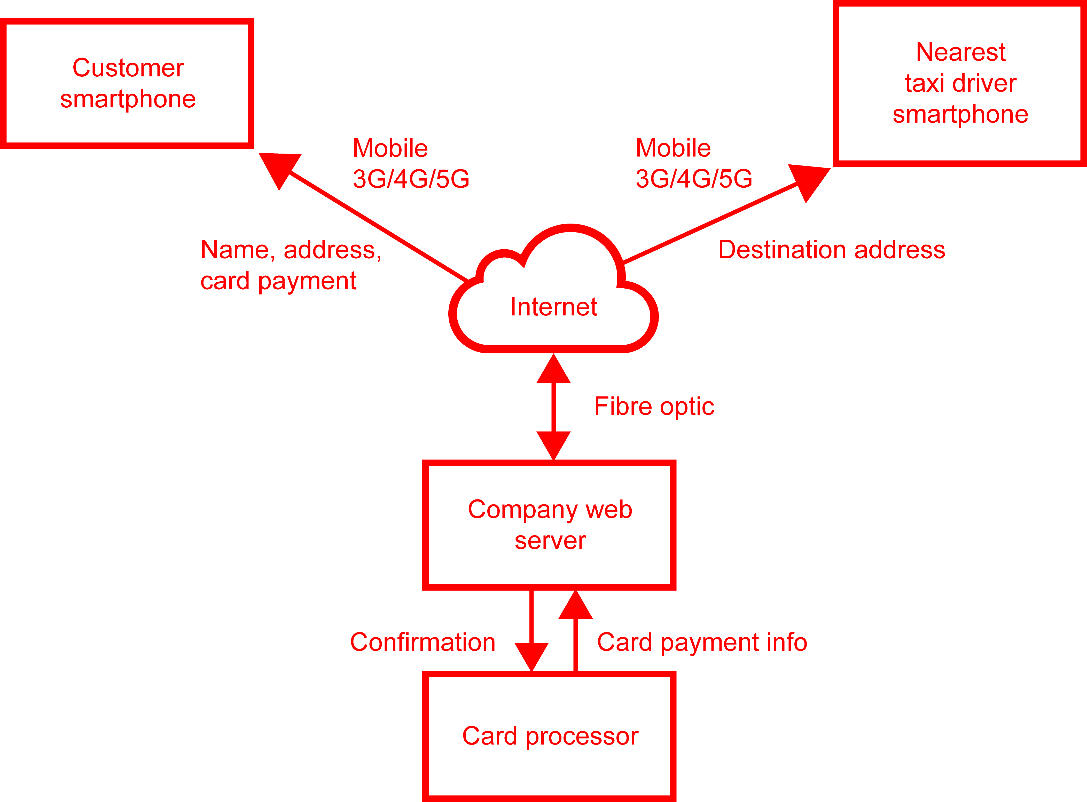 Customer
smartphone
Nearest
taxi driver
smartphone
Mobile
3G/4G/5G
Mobile
3G/4G/5G
Name, address,
card payment
Destination address
Internet
Fibre optic
Company web
server
Confirmation
Card payment info
Card processor